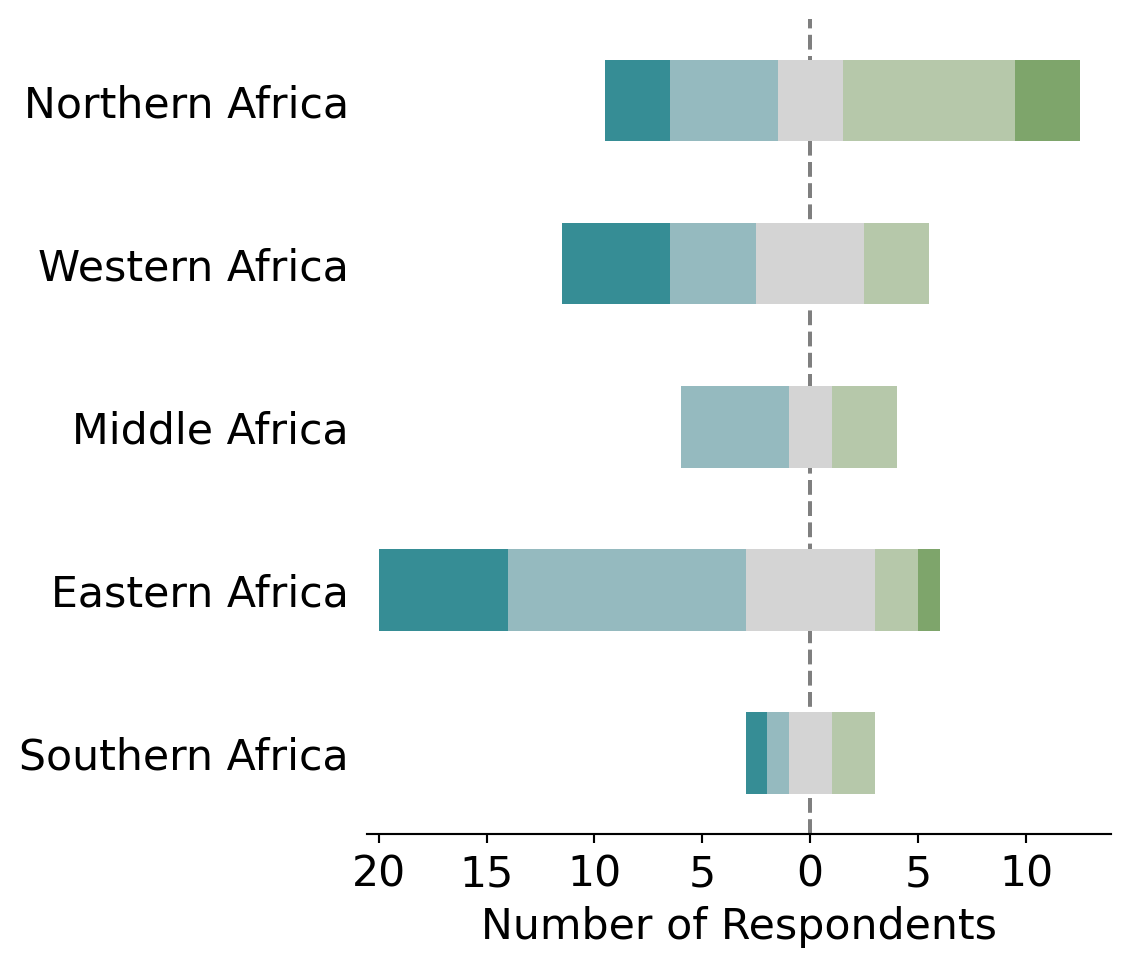 Northern Africa
Western Africa
Middle Africa
Eastern Africa
Southern Africa
20 15 10 5 0 5 10
Number of Respondents